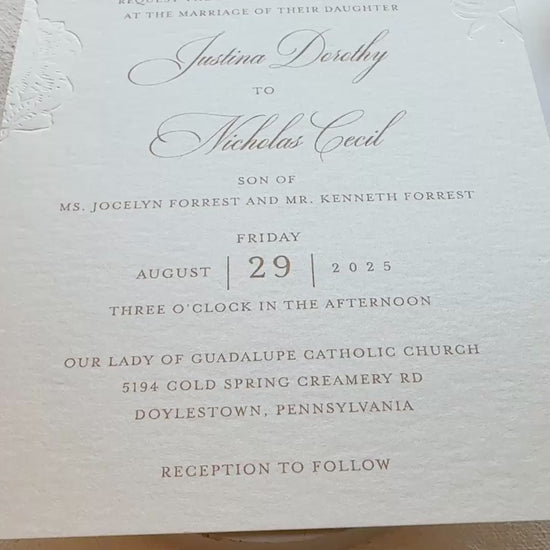 REQUEST THE
AT THE MARRIAGE OF THEIR DAUGHTER
Justina Dorothy
TO
Nicholas Cecil
SON OF
MS. JOCELYN FORREST AND MR. KENNETH FORREST
FRIDAY
AUGUST | 29 | 2025
THREE O'CLOCK IN THE AFTERNOON
OUR LADY OF GUADALUPE CATHOLIC CHURCH
5194 COLD SPRING CREAMERY RD
DOYLESTOWN, PENNSYLVANIA
RECEPTION TO FOLLOW